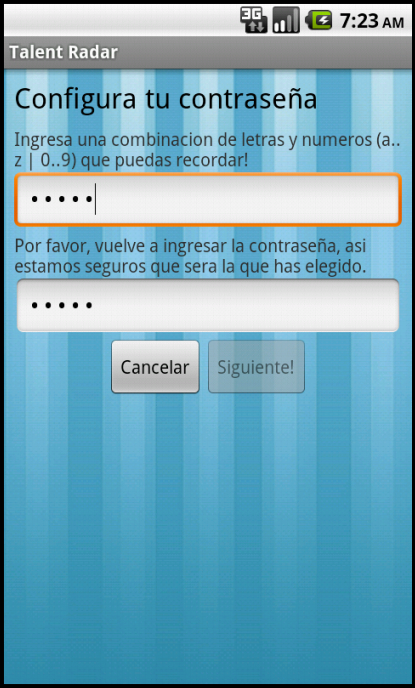 3G 7:23 AM
Talent Radar
Configura tu contraseña
Ingresa una combinacion de letras y numeros (a..
z | 0..9) que puedas recordar!
•••••
Por favor, vuelve a ingresar la contraseña, asi
estamos seguros que sera la que has elegido.
•••••
Cancelar Siguiente!